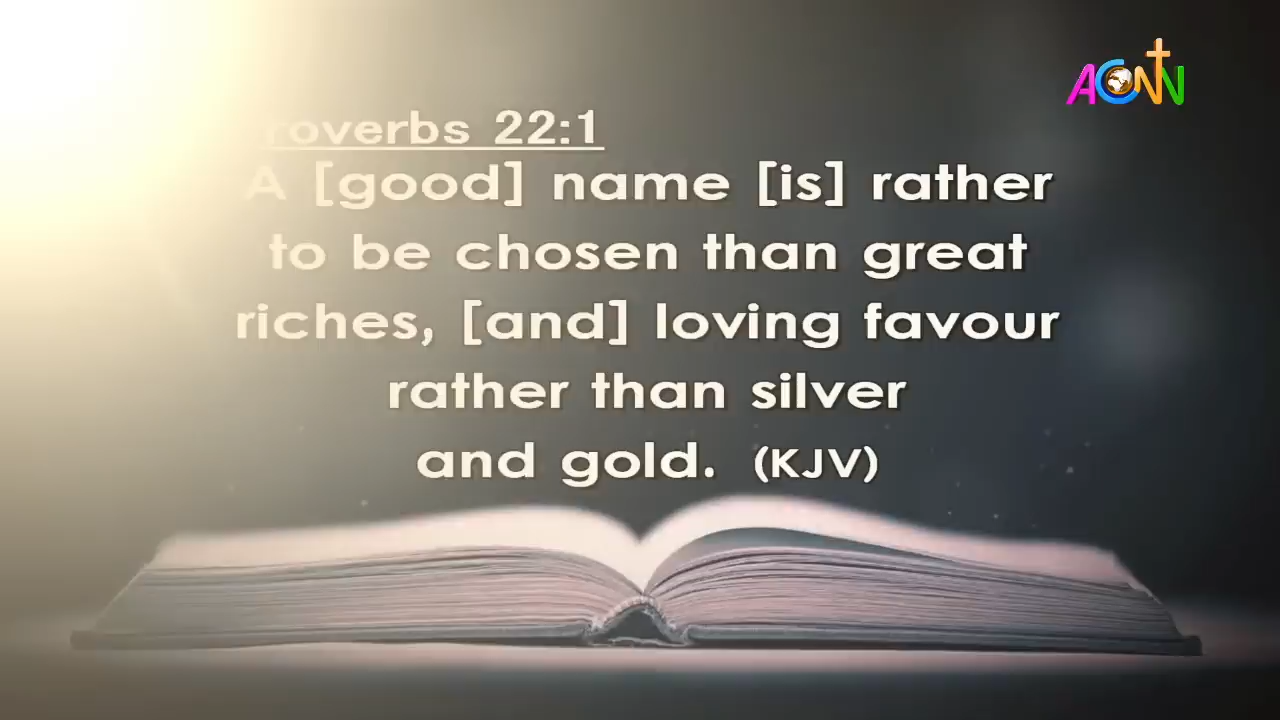 Proverbs 22:1
A [good] name [is] rather
to be chosen than great
riches, [and] loving favour
rather than silver
and gold. (KJV)
ACNN